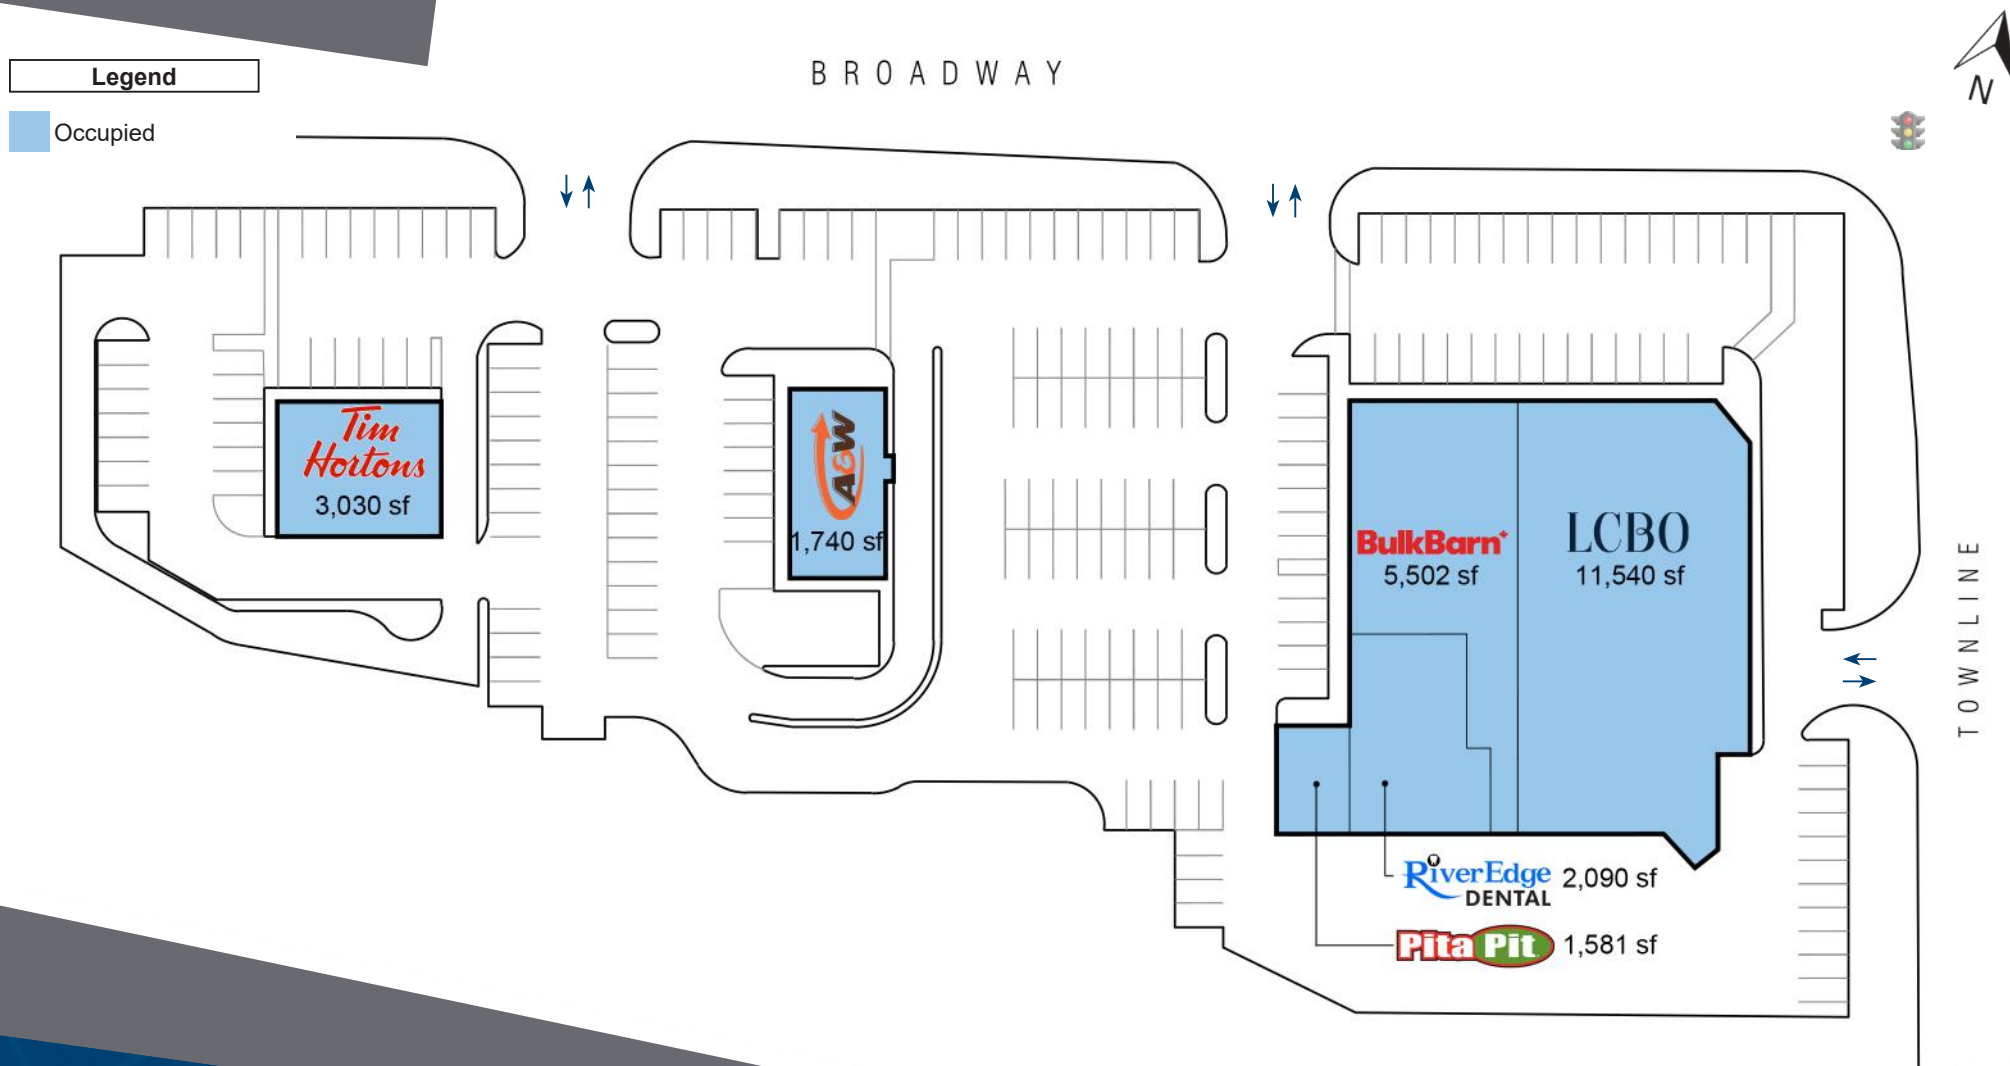 BROADWAY
N
Legend
Occupied
Tim
Hortons
3,030 sf
A&W
1,740 sf
BulkBarn
5,502 sf
LCBO
11,540 sf
TOWNLINE
RiverEdge
DENTAL
2,090 sf
Pita Pit
1,581 sf